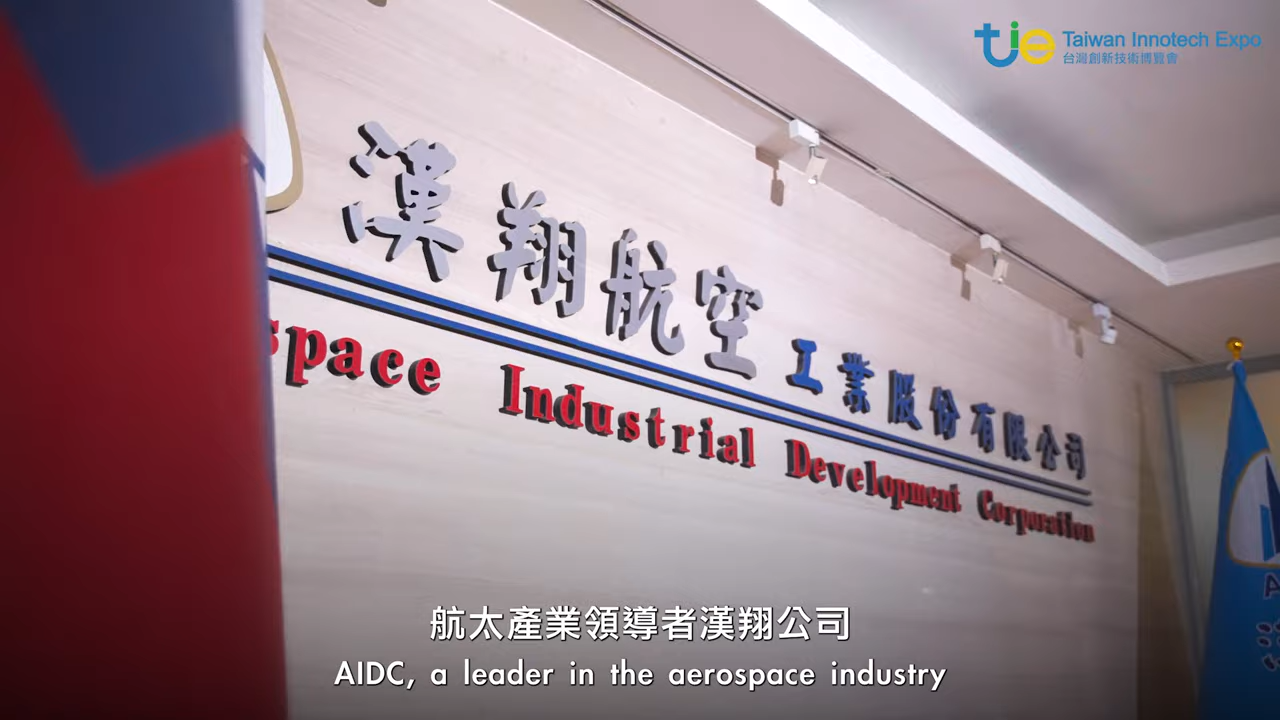 tie Taiwan Innotech Expo
台灣創新技術博覽會
漢翔航空工業股份有限公司
space Industrial Development Corporation
航太產業領導者漢翔公司
AIDC, a leader in the aerospace industry